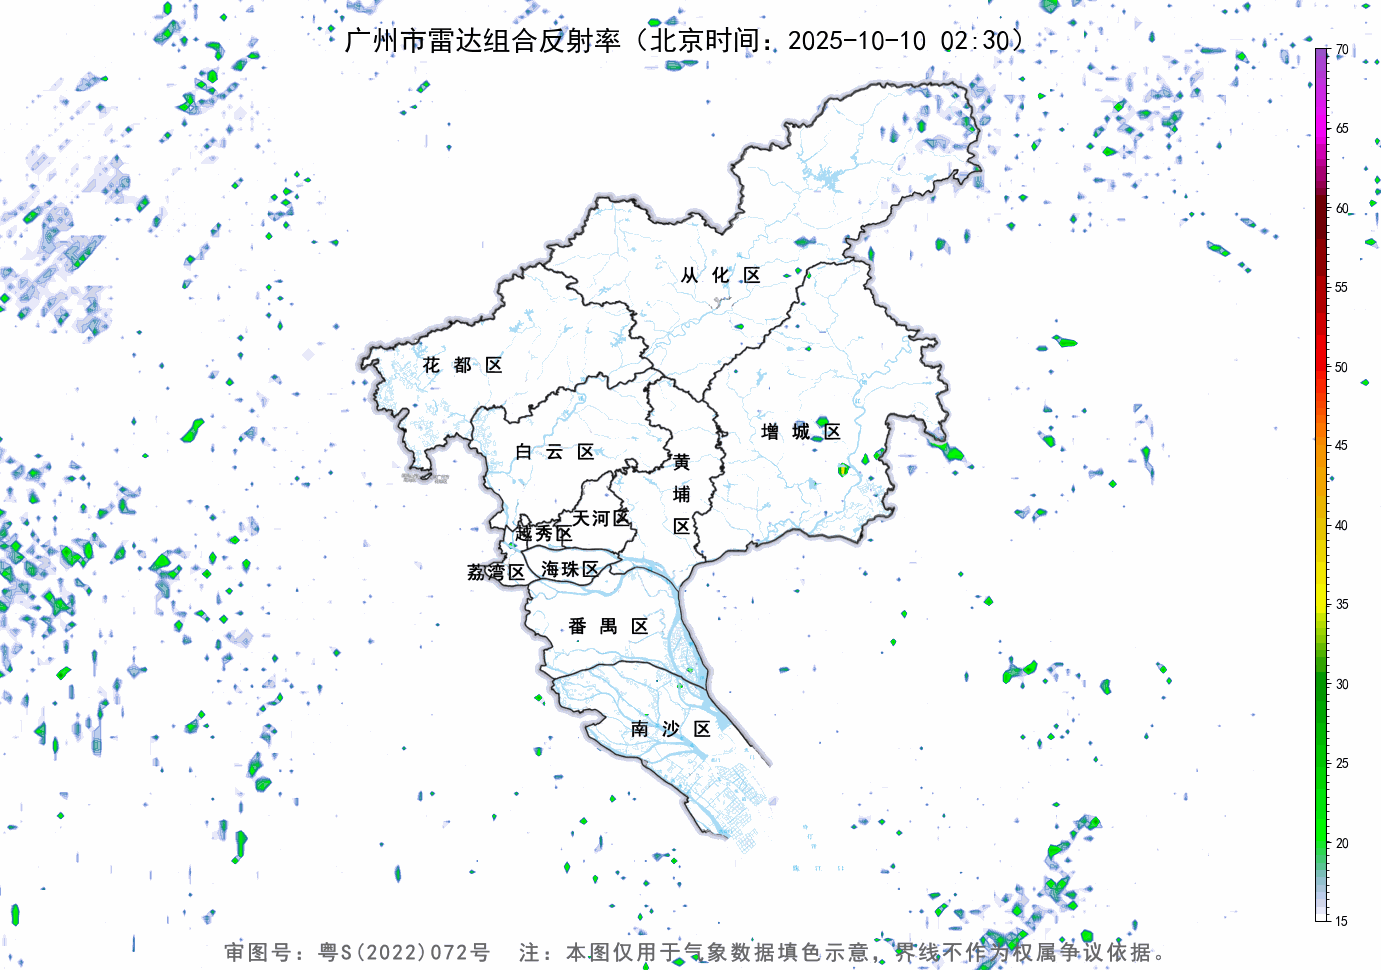 广州市雷达组合反射率（北京时间：2025-10-10 02:30）
70
65
60
55
50
45
40
35
30
25
20
15
从化区
花都区
增城区
白云区
黄埔区
天河区
越秀区
海珠区
荔湾区
番禺区
南沙区
审图号：粤S(2022)072号 注：本图仅用于气象数据填色示意，界线不作为权属争议依据。